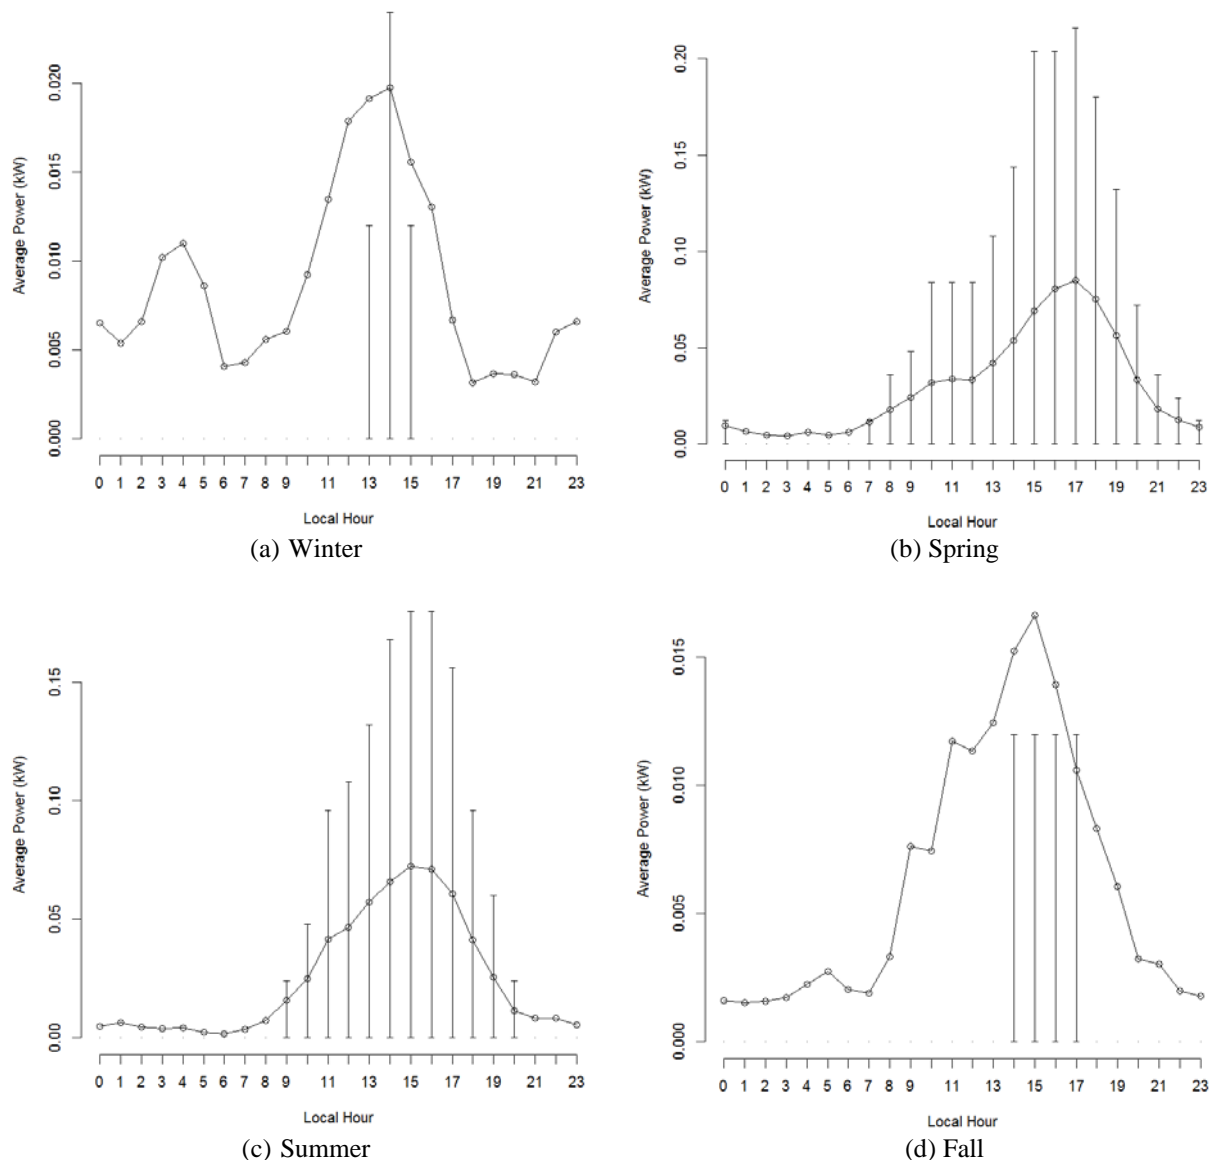 Average Power (kW)
0.000 0.005 0.010 0.015 0.020
0 1 2 3 4 5 6 7 8 9 11 13 15 17 19 21 23
Local Hour
(a) Winter
Average Power (kW)
0.00 0.05 0.10 0.15 0.20
0 1 2 3 4 5 6 7 8 9 11 13 15 17 19 21 23
Local Hour
(b) Spring
Average Power (kW)
0.00 0.05 0.10 0.15
0 1 2 3 4 5 6 7 8 9 11 13 15 17 19 21 23
Local Hour
(c) Summer
Average Power (kW)
0.000 0.005 0.010 0.015
0 1 2 3 4 5 6 7 8 9 11 13 15 17 19 21 23
Local Hour
(d) Fall